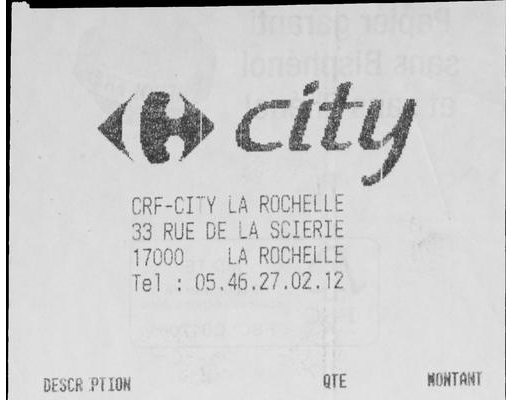 Papier garanti
sans Bisphénol
city
CRF-CITY LA ROCHELLE
33 RUE DE LA SCIERIE
17000 LA ROCHELLE
Tel : 05.46.27.02.12
DESCR PTION QTE MONTANT